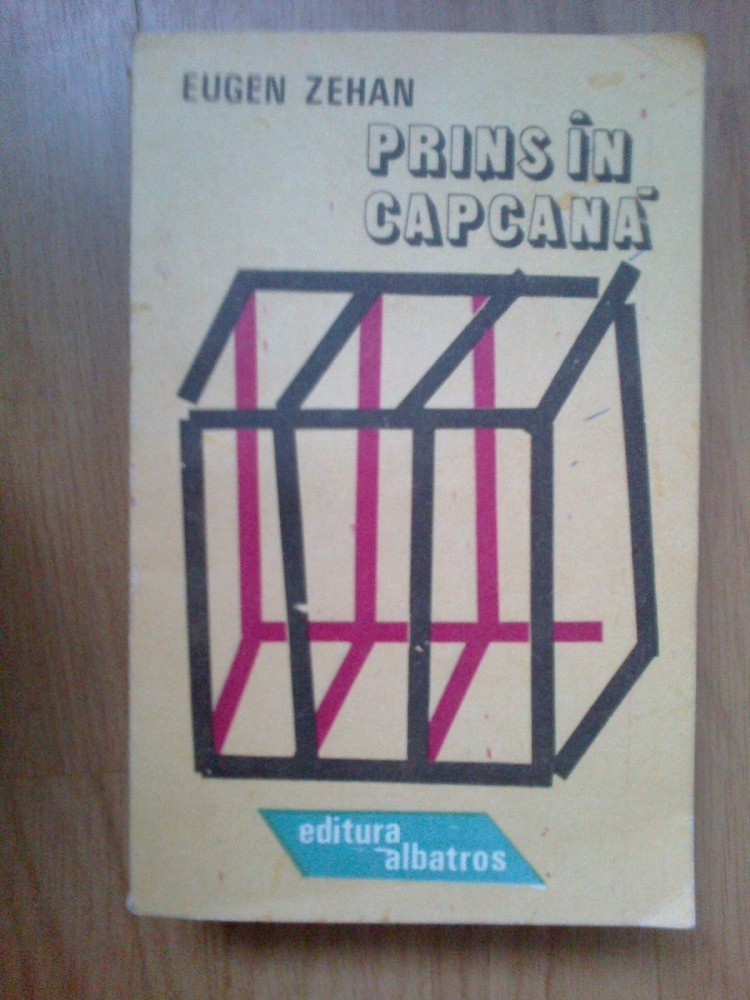 EUGEN ZEHAN
PRINS ÎN
CAPCANĂ
editura
albatros